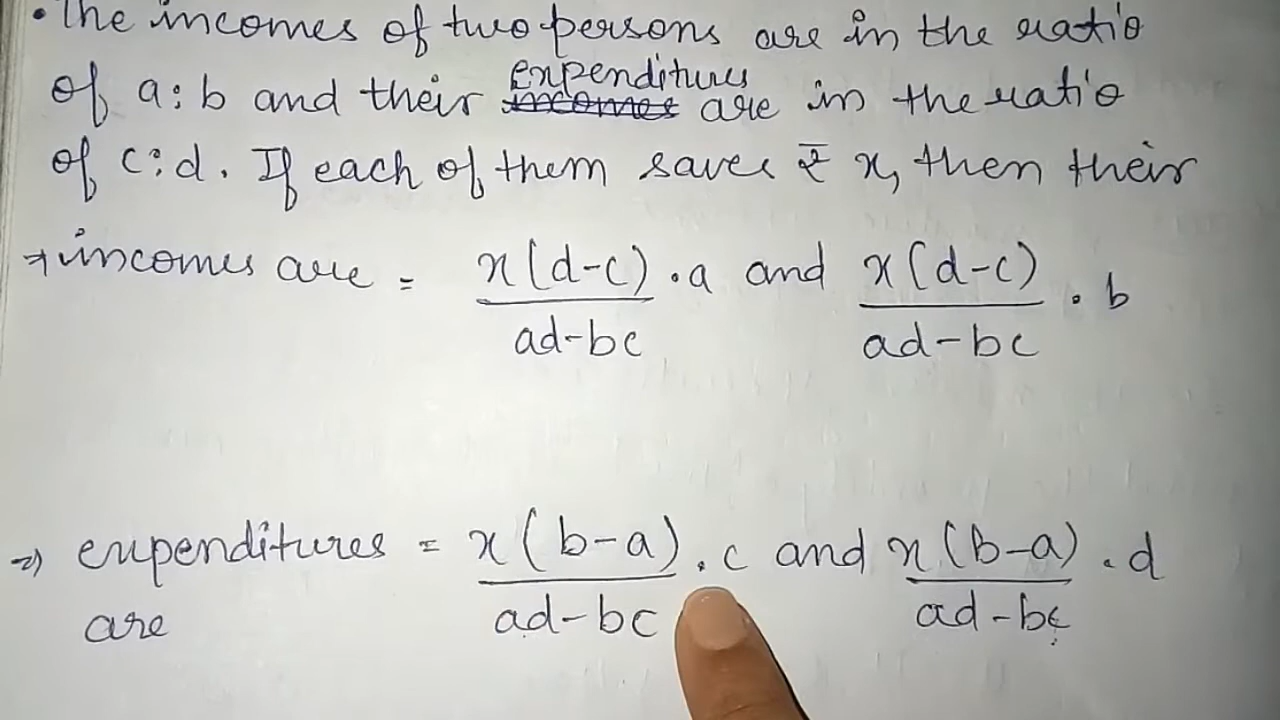 • The incomes of two persons are in the ratio
of a:b and their incomes expenditures are in the ratio
of c:d. If each of them saves ₹ x, then their
→ incomes are = x(d-c)/ad-bc . a and x(d-c)/ad-bc . b
⇒ expenditures are = x(b-a)/ad-bc . c and x(b-a)/ad-bc . d